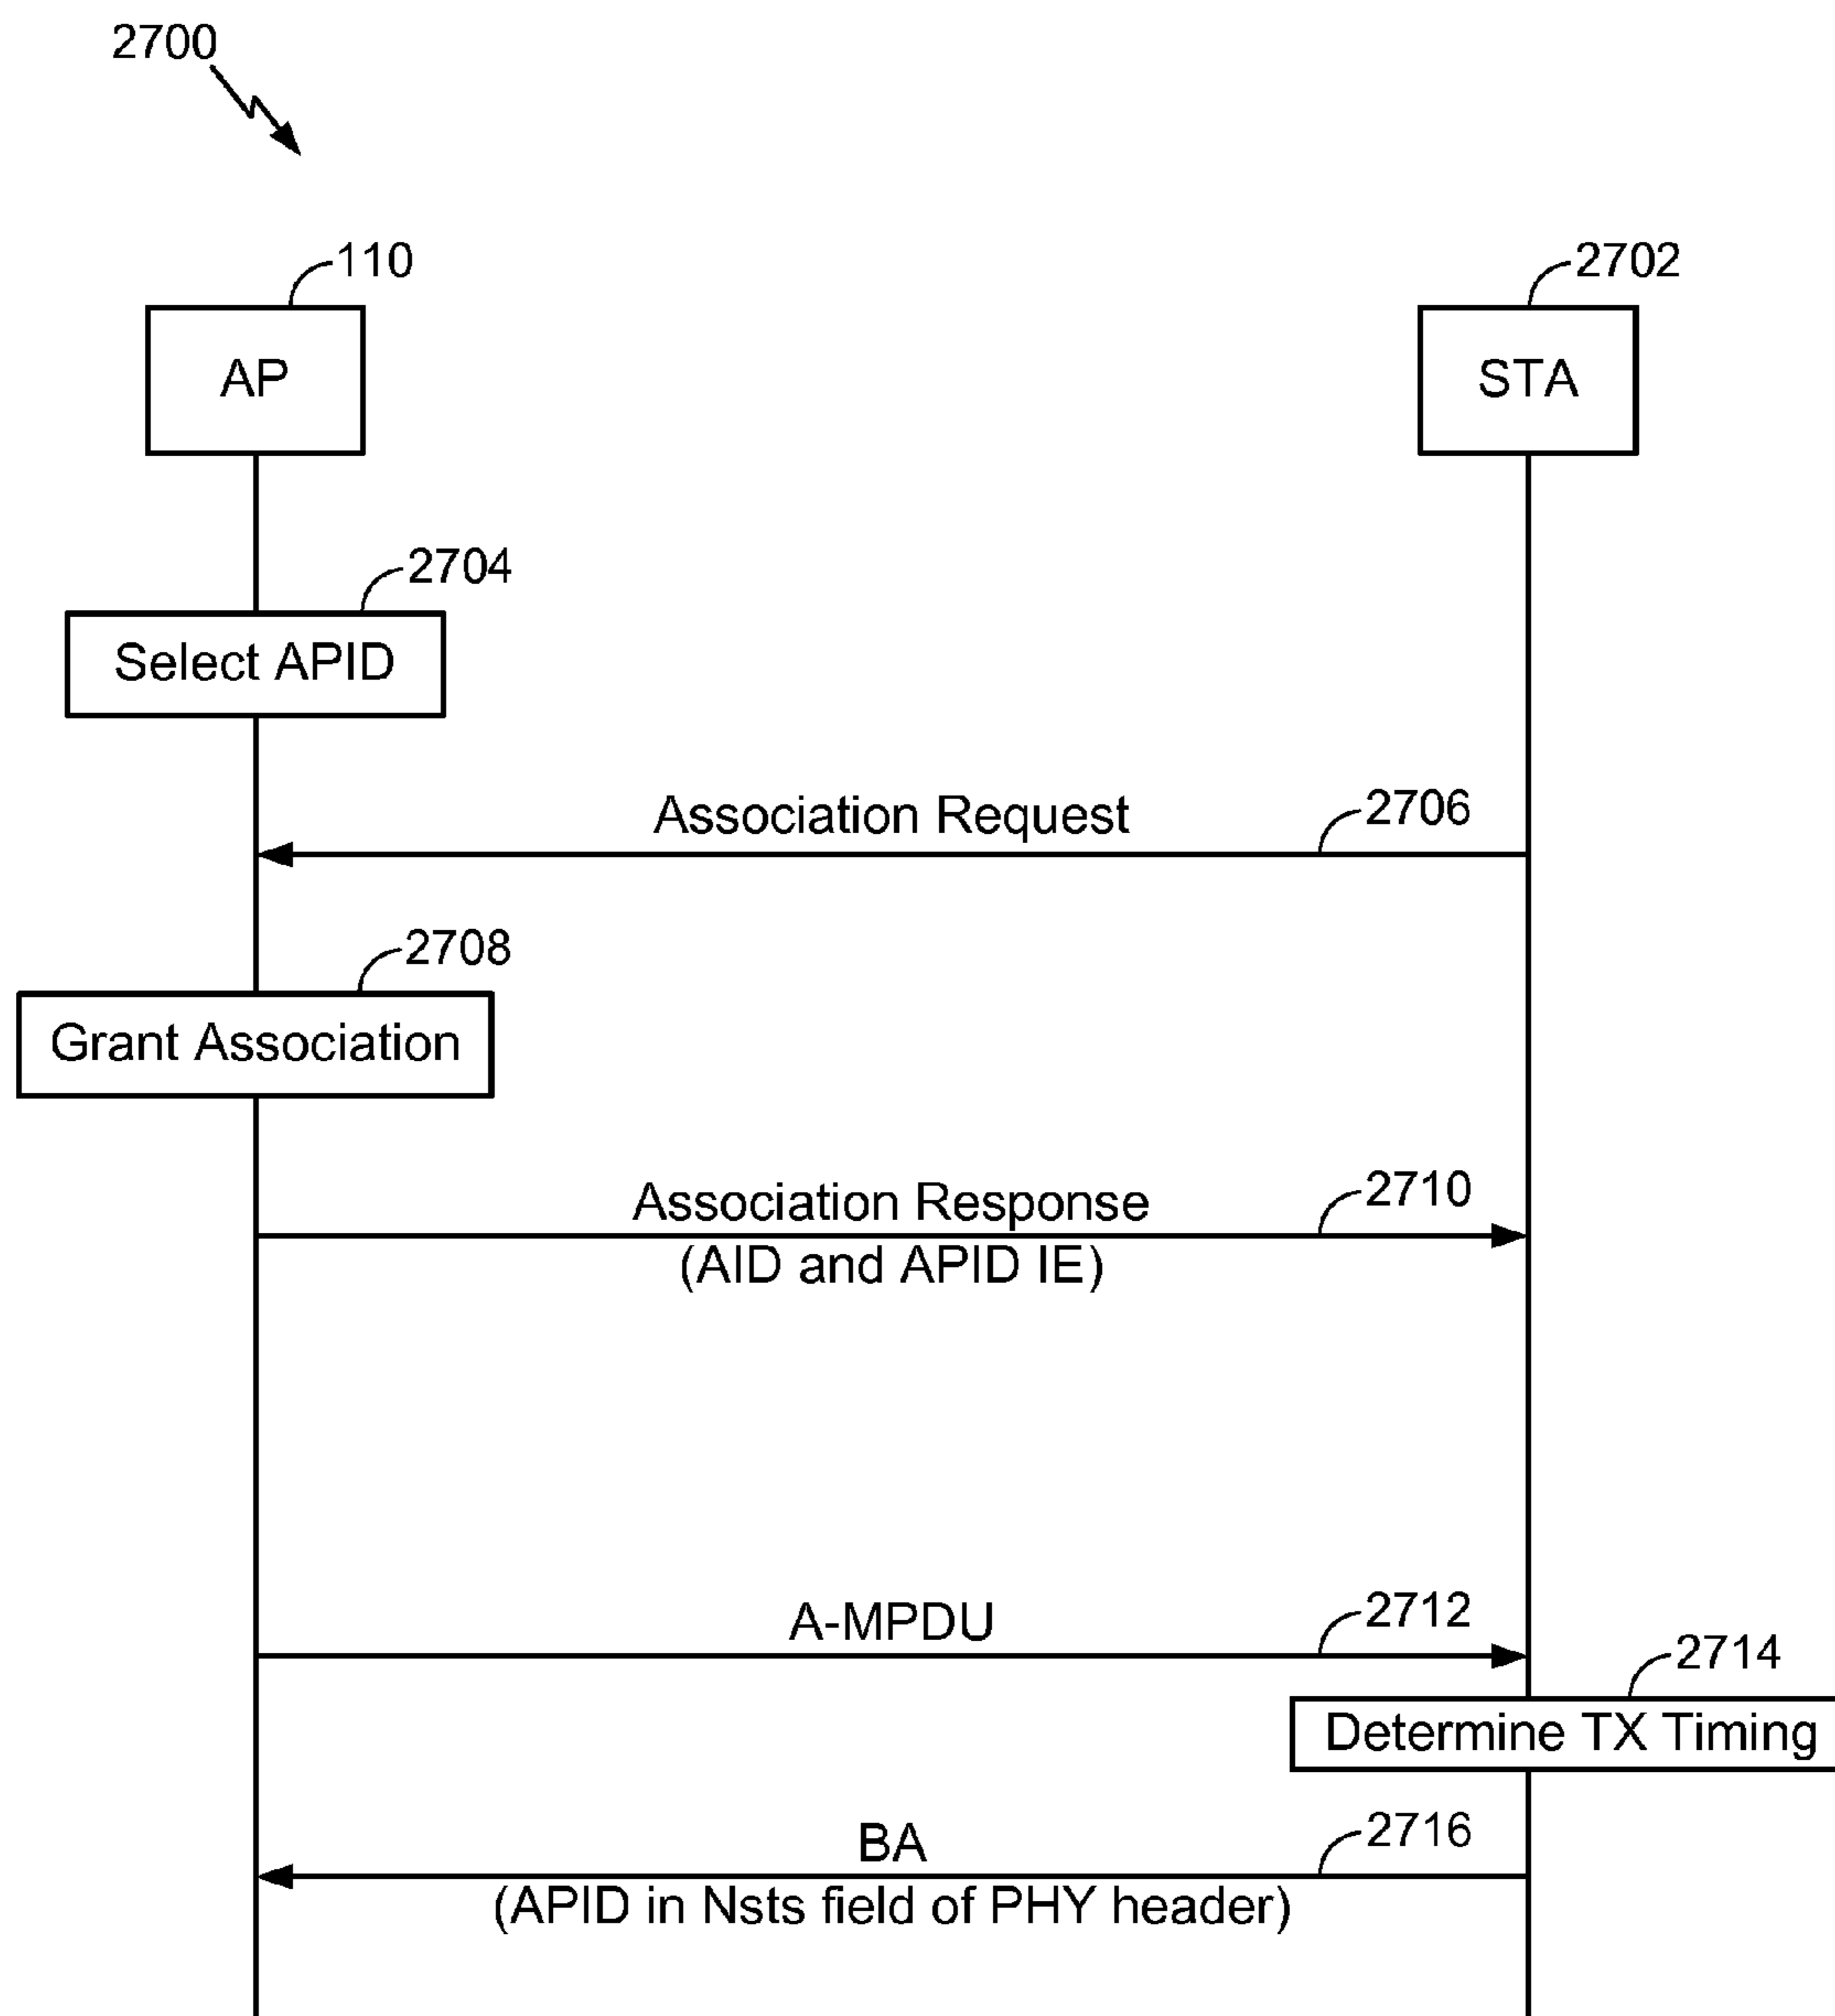 2700
110
2702
AP
STA
2704
Select APID
Association Request
2706
2708
Grant Association
Association Response
2710
(AID and APID IE)
A-MPDU
2712
2714
Determine TX Timing
BA
2716
(APID in Nsts field of PHY header)